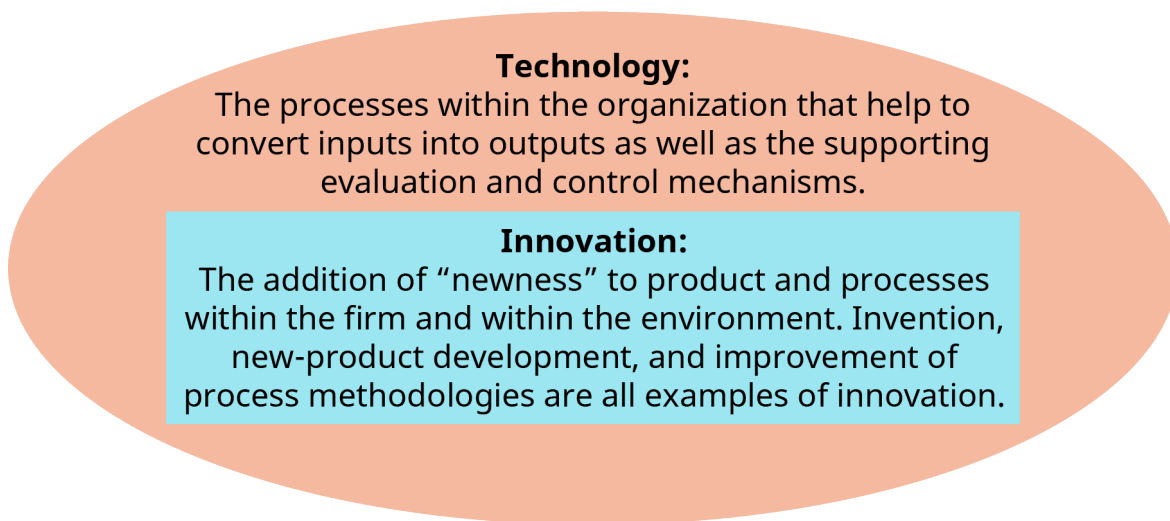 Technology:
The processes within the organization that help to
convert inputs into outputs as well as the supporting
evaluation and control mechanisms.
Innovation:
The addition of “newness” to product and processes
within the firm and within the environment. Invention,
new-product development, and improvement of
process methodologies are all examples of innovation.